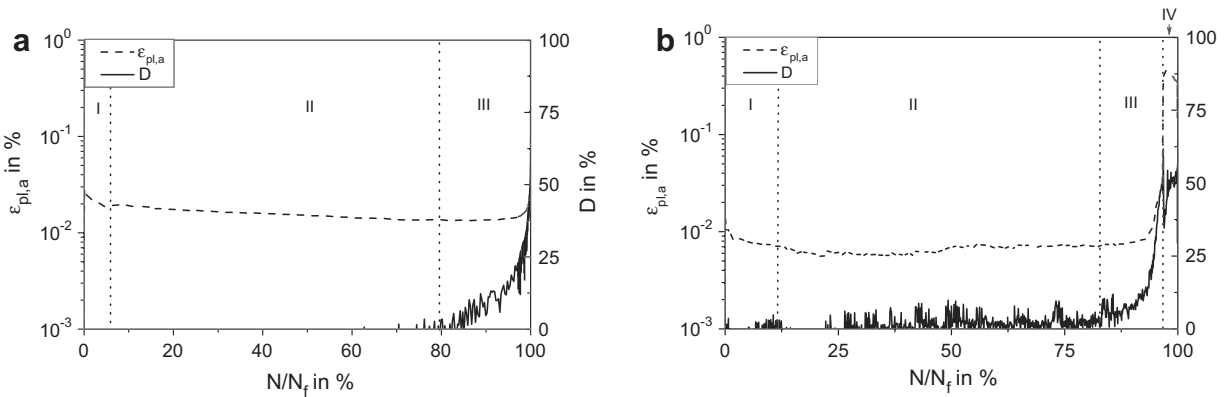 a
ε_pl,a
D
I
II
III
10^0
10^-1
10^-2
10^-3
ε_pl,a in %
100
75
50
25
0
D in %
0 20 40 60 80 100
N/N_f in %
b
IV
ε_pl,a
D
I
II
III
10^0
10^-1
10^-2
10^-3
ε_pl,a in %
100
75
50
25
0
0 25 50 75 100
N/N_f in %